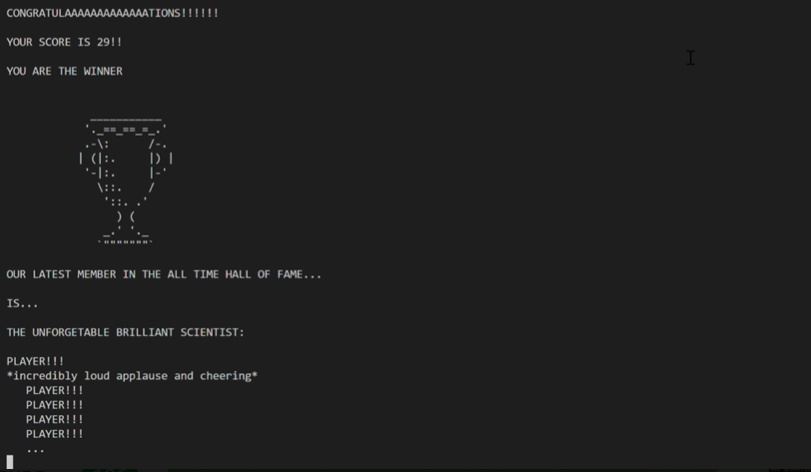 CONGRATULAAAAAAAAAAAAATIONS!!!!!!
YOUR SCORE IS 29!!
YOU ARE THE WINNER
OUR LATEST MEMBER IN THE ALL TIME HALL OF FAME...
IS...
THE UNFORGETABLE BRILLIANT SCIENTIST:
PLAYER!!!
*incredibly loud applause and cheering*
PLAYER!!!
PLAYER!!!
PLAYER!!!
PLAYER!!!
...